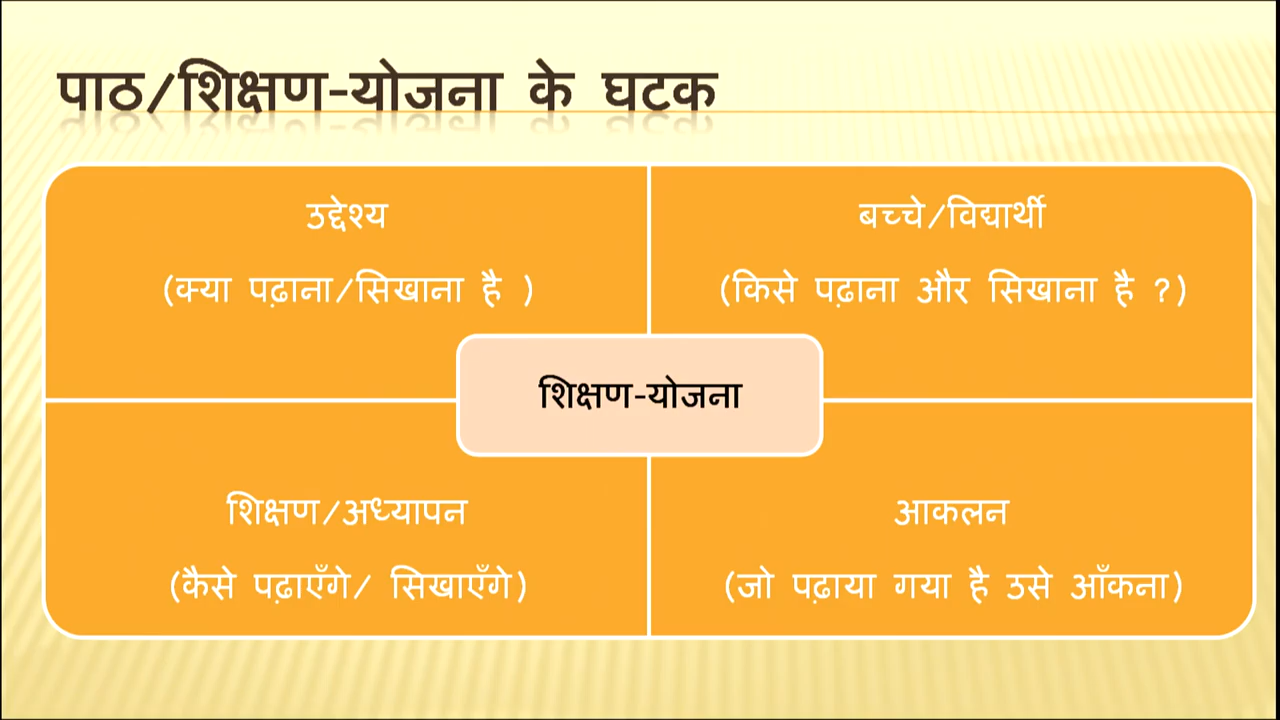 पाठ/शिक्षण-योजना के घटक
उद्देश्य
(क्या पढ़ाना/सिखाना है )
बच्चे/विद्यार्थी
(किसे पढ़ाना और सिखाना है ?)
शिक्षण-योजना
शिक्षण/अध्यापन
(कैसे पढ़ाएँगे/ सिखाएँगे)
आकलन
(जो पढ़ाया गया है उसे आँकना)